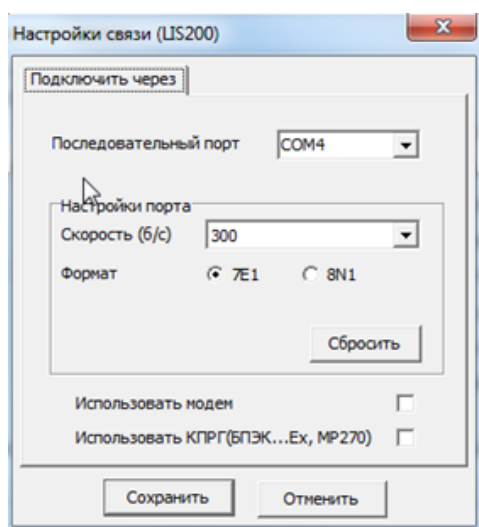 Настройки связи (LIS200)
Подключить через
Последовательный порт COM4
Настройки порта
Скорость (б/с) 300
Формат 7E1 8N1
Сбросить
Использовать модем
Использовать КПРГ(БПЭК...Ex, МР270)
Сохранить Отменить